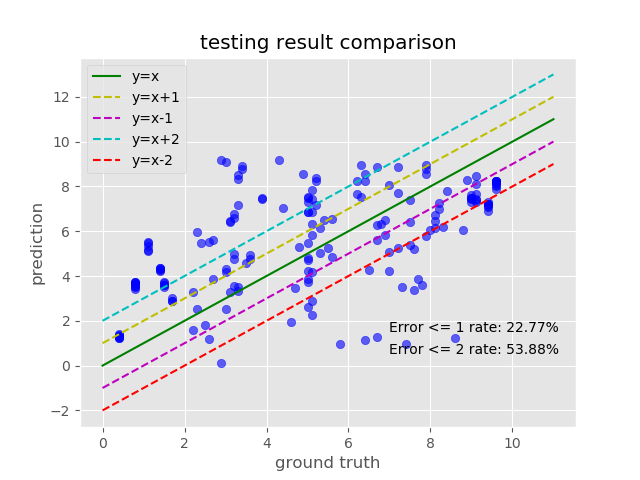 testing result comparison
y=x
y=x+1
y=x-1
y=x+2
y=x-2
12
10
8
6
4
2
0
−2
prediction
Error <= 1 rate: 22.77%
Error <= 2 rate: 53.88%
0 2 4 6 8 10
ground truth